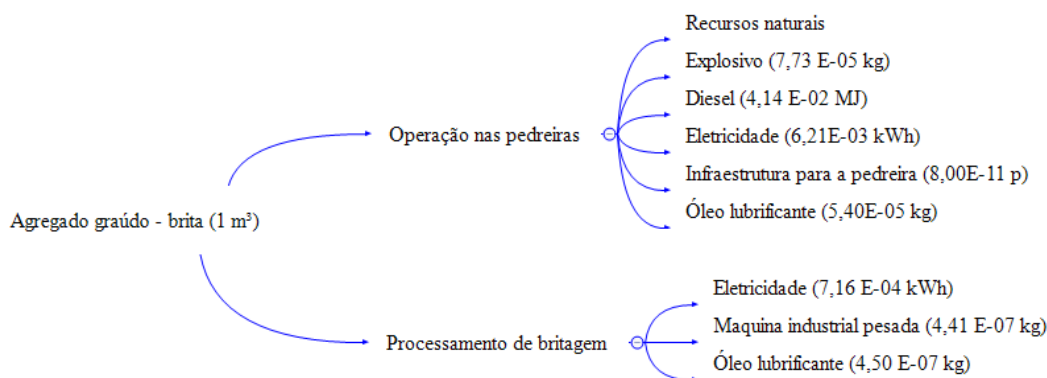 Recursos naturais
Explosivo (7,73 E-05 kg)
Diesel (4,14 E-02 MJ)
Operação nas pedreiras
Eletricidade (6,21E-03 kWh)
Infraestrutura para a pedreira (8,00E-11 p)
Óleo lubrificante (5,40E-05 kg)
Agregado graúdo - brita (1 m³)
Eletricidade (7,16 E-04 kWh)
Maquina industrial pesada (4,41 E-07 kg)
Processamento de britagem
Óleo lubrificante (4,50 E-07 kg)